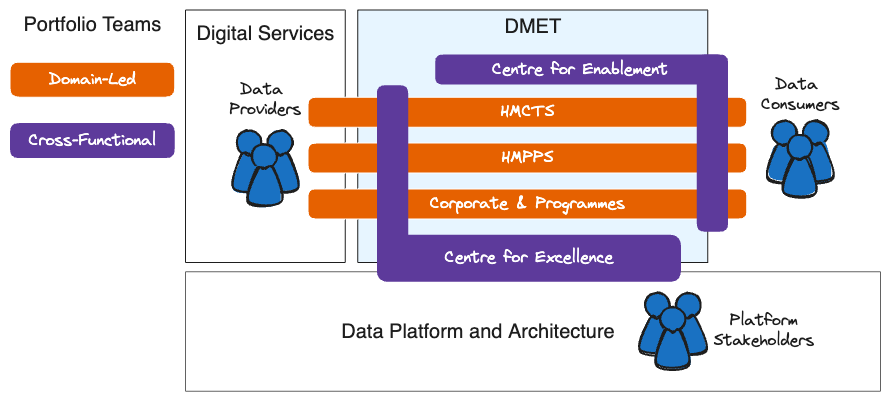 Portfolio Teams
Domain-Led
Cross-Functional
Digital Services
DMET
Data
Providers
Centre for Enablement
HMCTS
HMPPS
Corporate & Programmes
Centre for Excellence
Data
Consumers
Data Platform and Architecture
Platform
Stakeholders